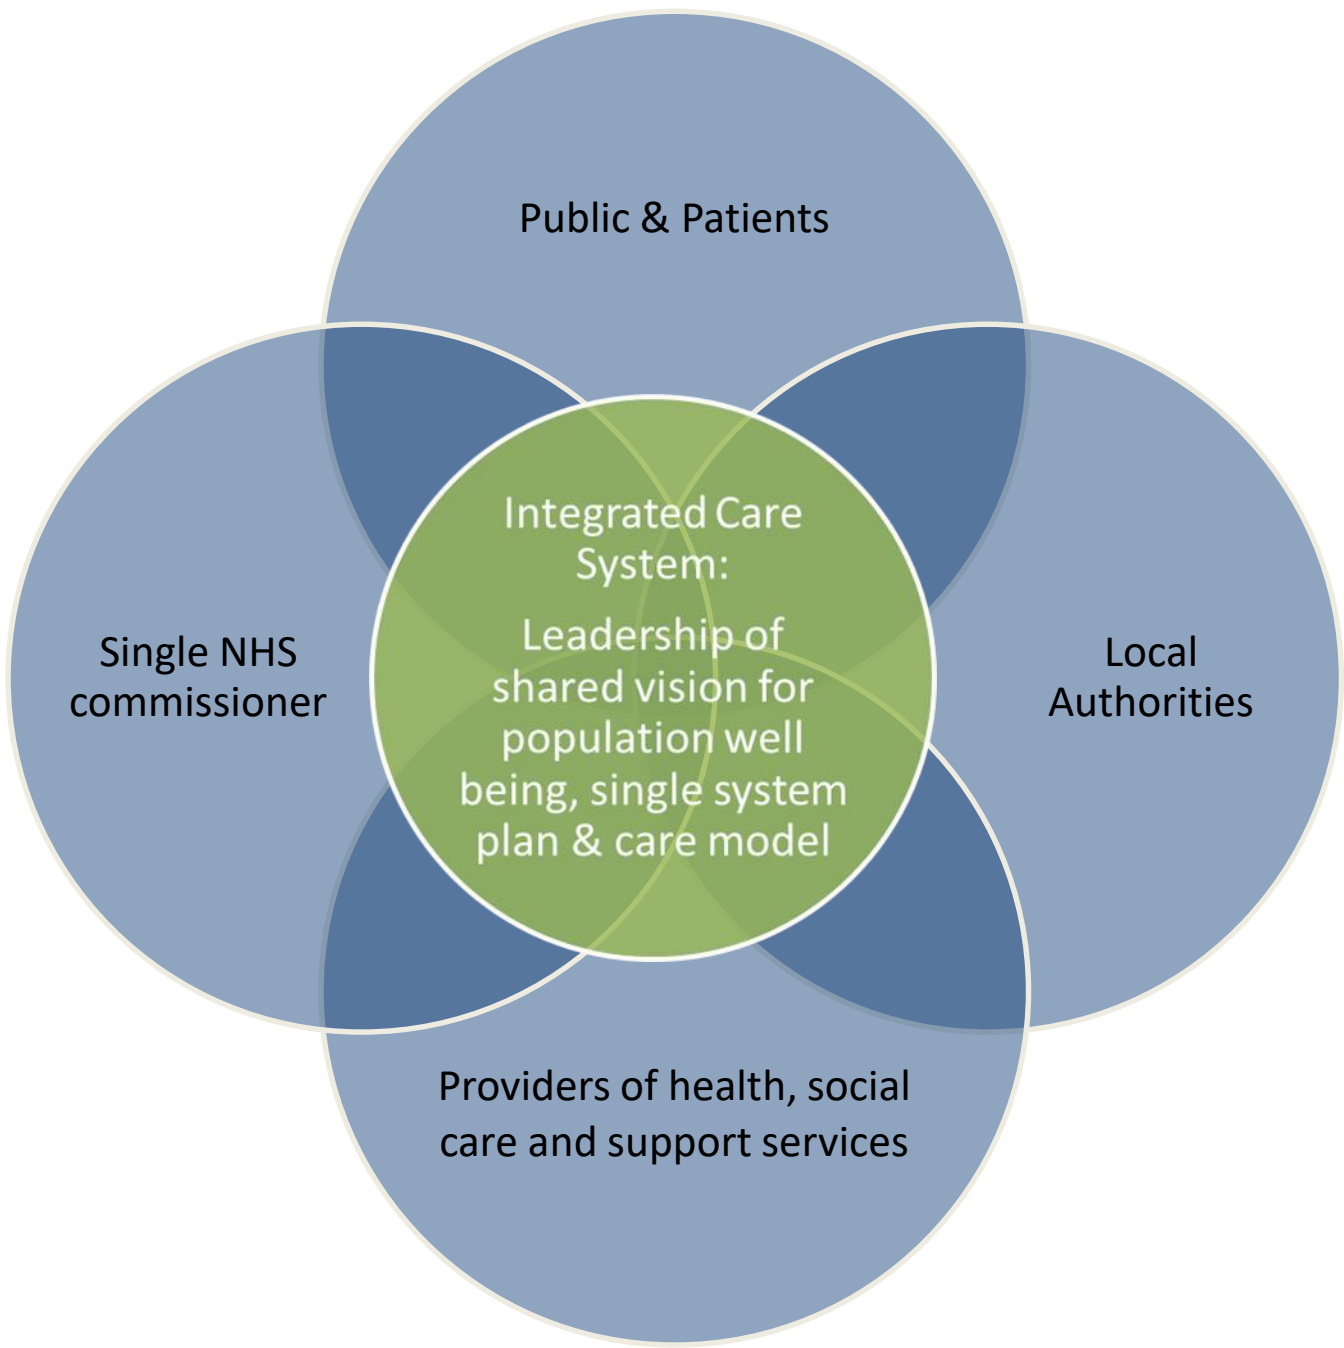 Public & Patients
Single NHS
commissioner
Integrated Care
System:
Leadership of
shared vision for
population well
being, single system
plan & care model
Local
Authorities
Providers of health, social
care and support services